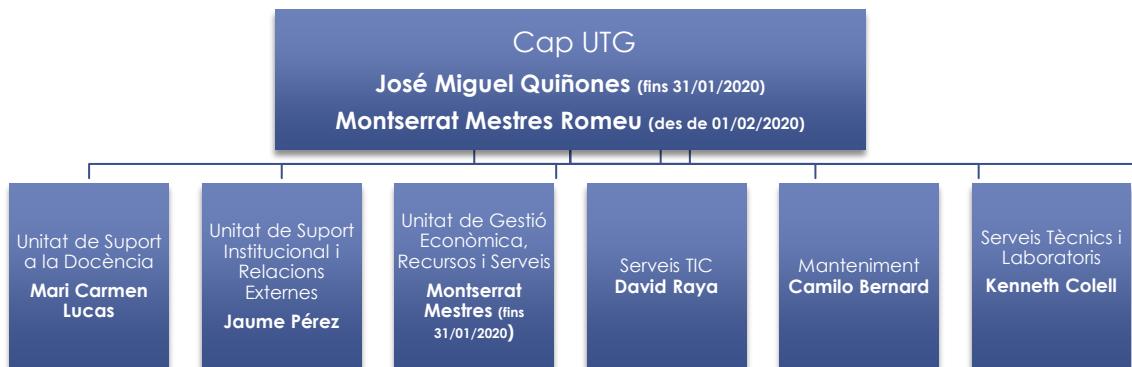 Cap UTG
José Miguel Quiñones (fins 31/01/2020)
Montserrat Mestres Romeu (des de 01/02/2020)
Unitat de Suport
a la Docència
Mari Carmen
Lucas
Unitat de Suport
Institucional i
Relacions
Externes
Jaume Pérez
Unitat de Gestió
Econòmica,
Recursos i Serveis
Montserrat
Mestres (fins
31/01/2020)
Serveis TIC
David Raya
Manteniment
Camilo Bernard
Serveis Tècnics i
Laboratoris
Kenneth Colell